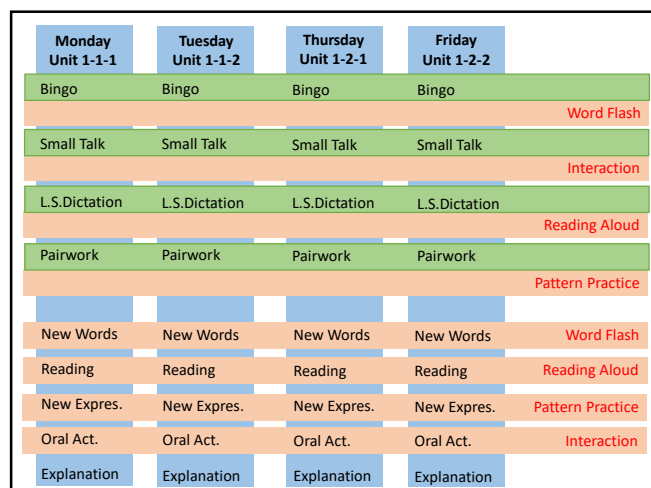 Monday Tuesday Thursday Friday
Unit 1-1-1 Unit 1-1-2 Unit 1-2-1 Unit 1-2-2
Bingo Bingo Bingo Bingo
Word Flash
Small Talk Small Talk Small Talk Small Talk
Interaction
L.S.Dictation L.S.Dictation L.S.Dictation L.S.Dictation
Reading Aloud
Pairwork Pairwork Pairwork Pairwork
Pattern Practice
New Words New Words New Words New Words Word Flash
Reading Reading Reading Reading Reading Aloud
New Expres. New Expres. New Expres. New Expres. Pattern Practice
Oral Act. Oral Act. Oral Act. Oral Act. Interaction
Explanation Explanation Explanation Explanation